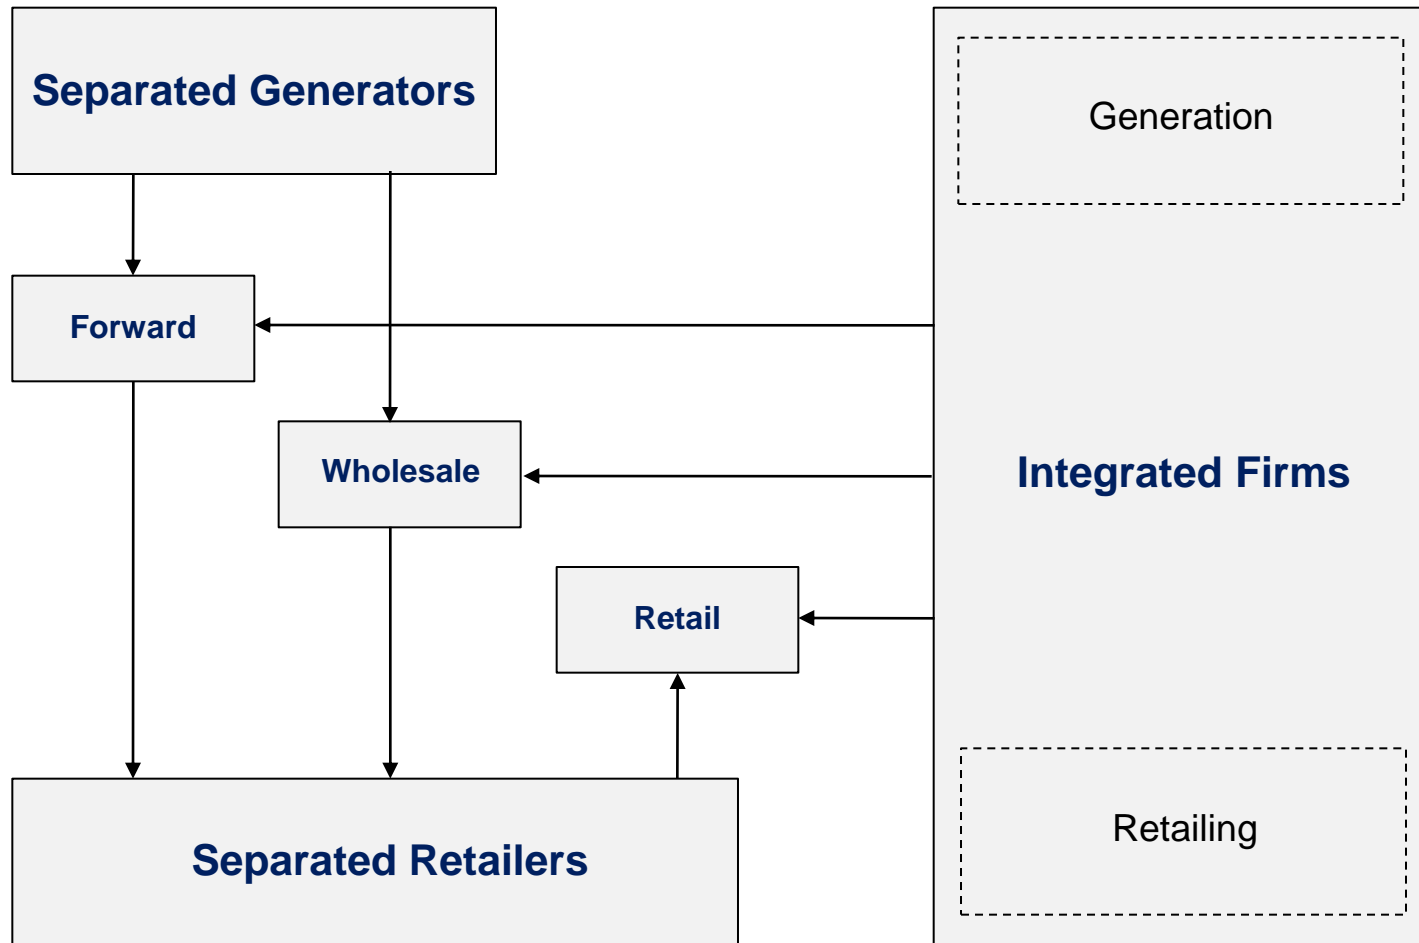 Separated Generators
Generation
Forward
Wholesale
Integrated Firms
Retail
Retailing
Separated Retailers